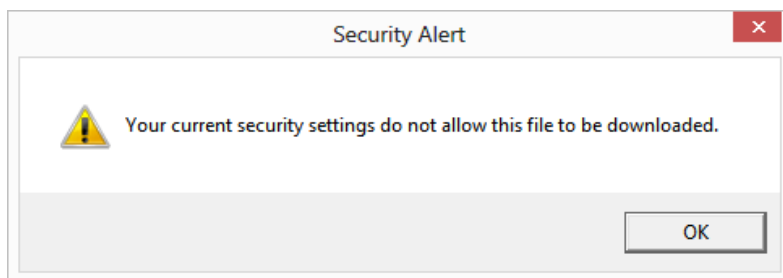 Security Alert
Your current security settings do not allow this file to be downloaded.
OK